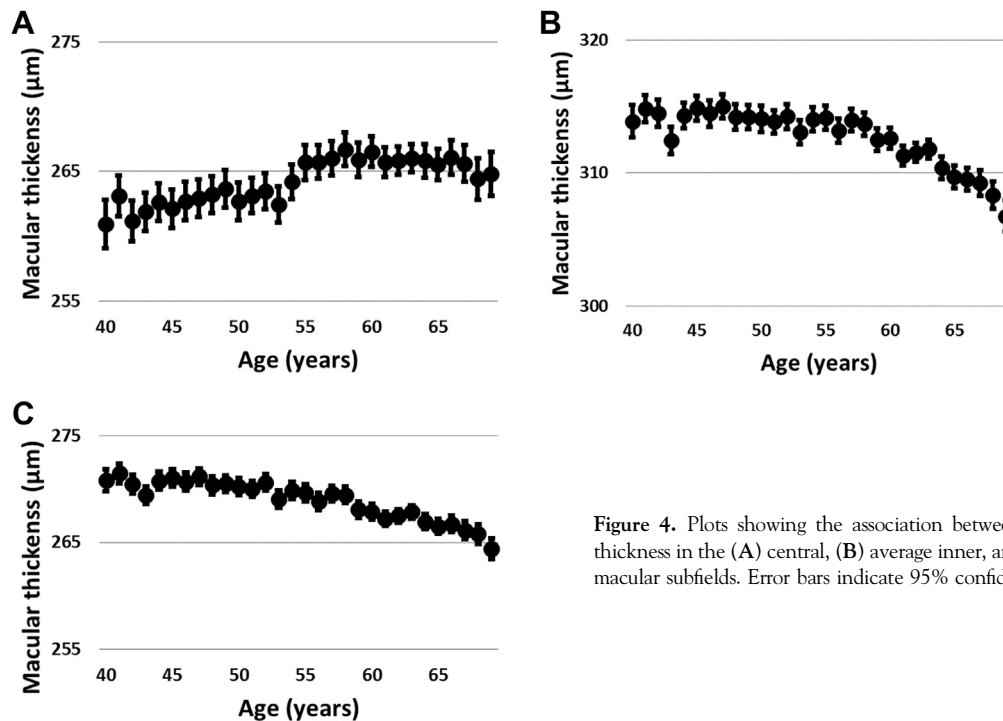 A
275
265
255
Macular thickenss (µm)
40 45 50 55 60 65
Age (years)
B
320
310
300
Macular thickenss (µm)
40 45 50 55 60 65
Age (years)
C
275
265
255
Macular thickenss (µm)
40 45 50 55 60 65
Age (years)
Figure 4. Plots showing the association betwe
thickness in the (A) central, (B) average inner, a
macular subfields. Error bars indicate 95% confid